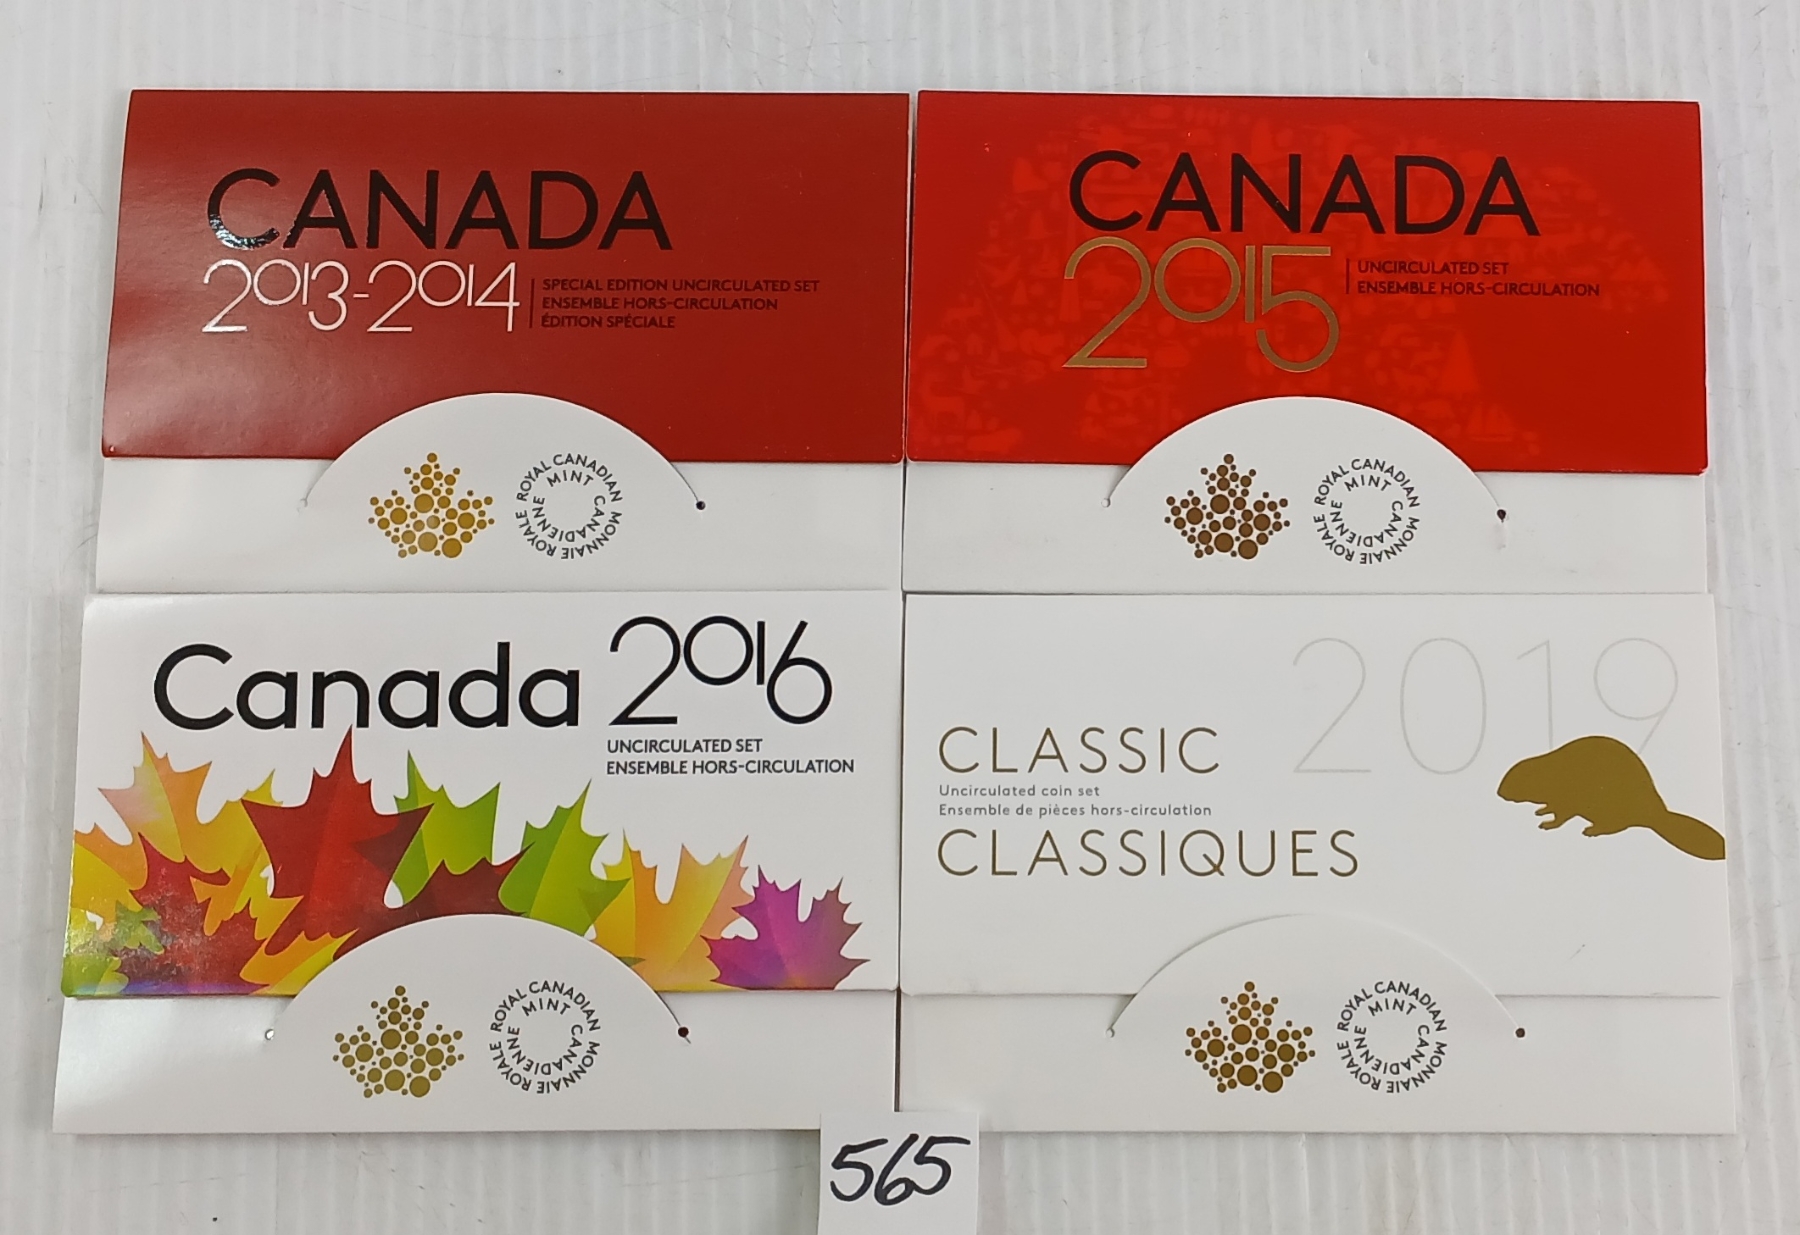 CANADA
2013-2014
SPECIAL EDITION UNCIRCULATED SET
ENSEMBLE HORS-CIRCULATION
ÉDITION SPÉCIALE
ROYAL CANADIAN MINT
MONNAIE ROYALE CANADIENNE
CANADA
2015
UNCIRCULATED SET
ENSEMBLE HORS-CIRCULATION
ROYAL CANADIAN MINT
MONNAIE ROYALE CANADIENNE
Canada 2016
UNCIRCULATED SET
ENSEMBLE HORS-CIRCULATION
ROYAL CANADIAN MINT
MONNAIE ROYALE CANADIENNE
2019
CLASSIC
Uncirculated coin set
Ensemble de pièces hors-circulation
CLASSIQUES
ROYAL CANADIAN MINT
MONNAIE ROYALE CANADIENNE
565